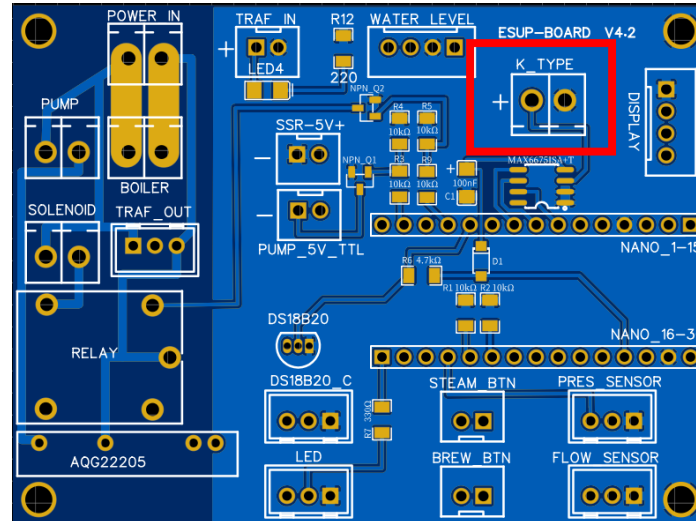 POWER IN
TRAF_IN
R12
WATER_LEVEL
ESUP-BOARD V4.2
+
LED4
220
K_TYPE
+
DISPLAY
PUMP
NPN_Q2
SSR-5V+
R4
R5
10kΩ
10kΩ
MAX6675ISA+T
NPN_Q1
R3
R9
+
BOILER
10kΩ
10kΩ
100nF
C1
SOLENOID
TRAF_OUT
PUMP_5V_TTL
NANO_1-15
R6
4.7kΩ
D1
R1
10kΩ
R2
10kΩ
DS18B20
NANO_16-3
RELAY
DS18B20_C
STEAM_BTN
PRES_SENSOR
330Ω
R7
AQG22205
LED
BREW_BTN
FLOW_SENSOR